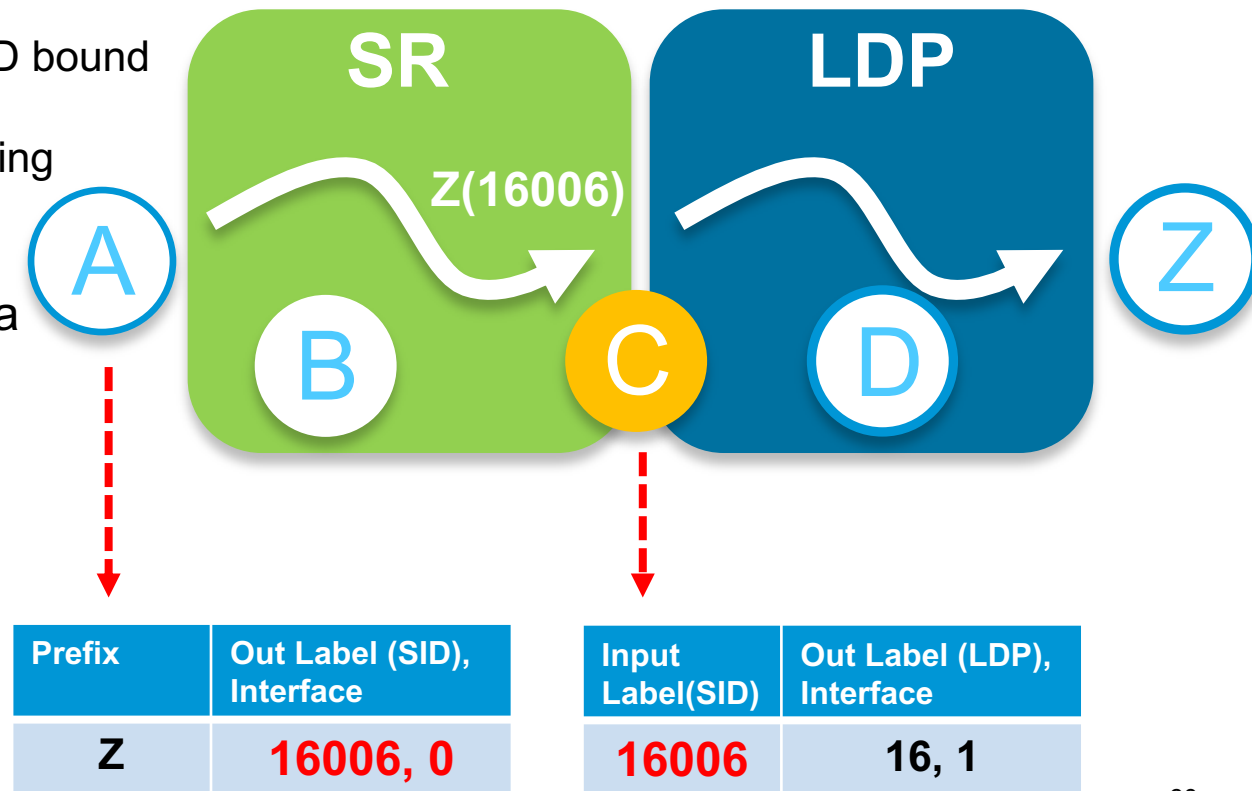 D bound
ing
a
SR
LDP
Z(16006)
A
B
C
D
Z
Prefix
Out Label (SID),
Interface
Z
16006, 0
Input
Label(SID)
Out Label (LDP),
Interface
16006
16, 1